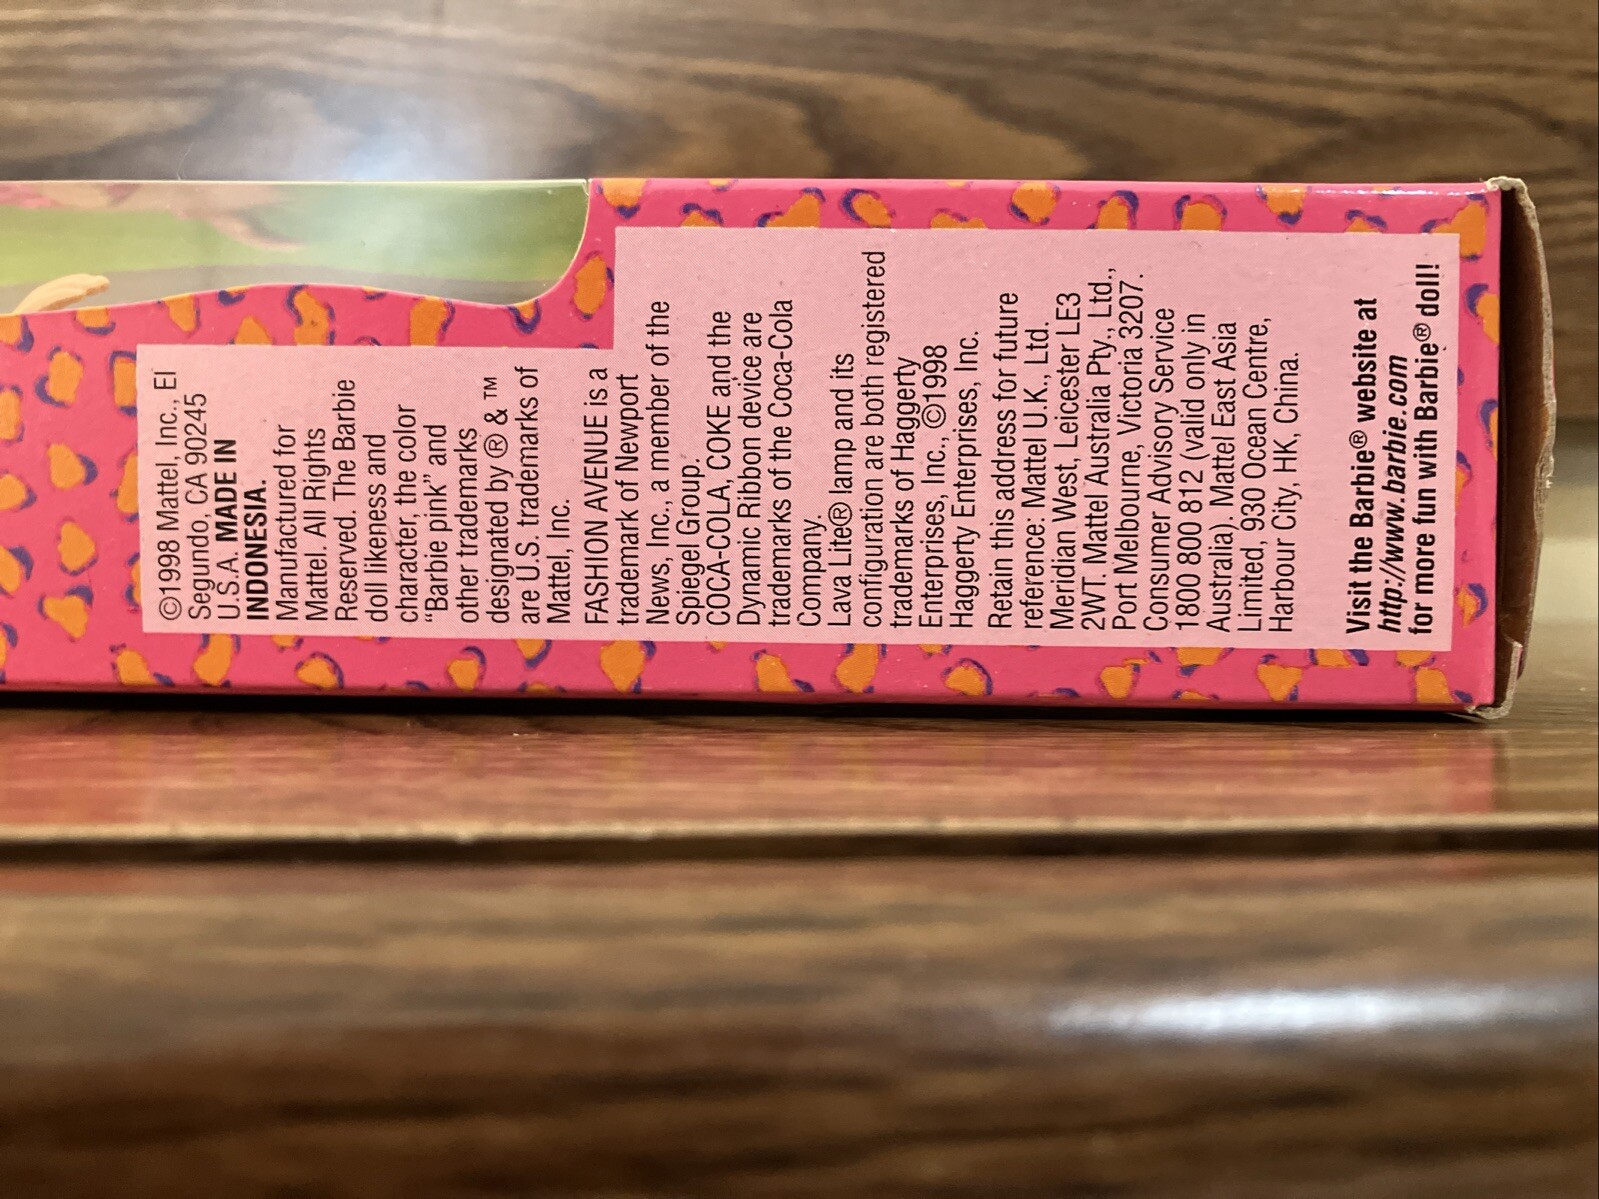 ©1998 Mattel, Inc., El
Segundo, CA 90245
U.S.A. MADE IN
INDONESIA.
Manufactured for
Mattel. All Rights
Reserved. The Barbie
doll likeness and
character, the color
“Barbie pink” and
other trademarks
designated by ® & ™
are U.S. trademarks of
Mattel, Inc.
FASHION AVENUE is a
trademark of Newport
News, Inc., a member of the
Spiegel Group.
COCA-COLA, COKE and the
Dynamic Ribbon device are
trademarks of the Coca-Cola
Company.
Lava Lite® lamp and its
configuration are both registered
trademarks of Haggerty
Enterprises, Inc., ©1998
Haggerty Enterprises, Inc.
Retain this address for future
reference: Mattel U.K., Ltd.
Meridian West, Leicester LE3
2WT. Mattel Australia Pty., Ltd.,
Port Melbourne, Victoria 3207.
Consumer Advisory Service
1800 800 812 (valid only in
Australia). Mattel East Asia
Limited, 930 Ocean Centre,
Harbour City, HK, China.
Visit the Barbie® website at
http://www.barbie.com
for more fun with Barbie® doll!